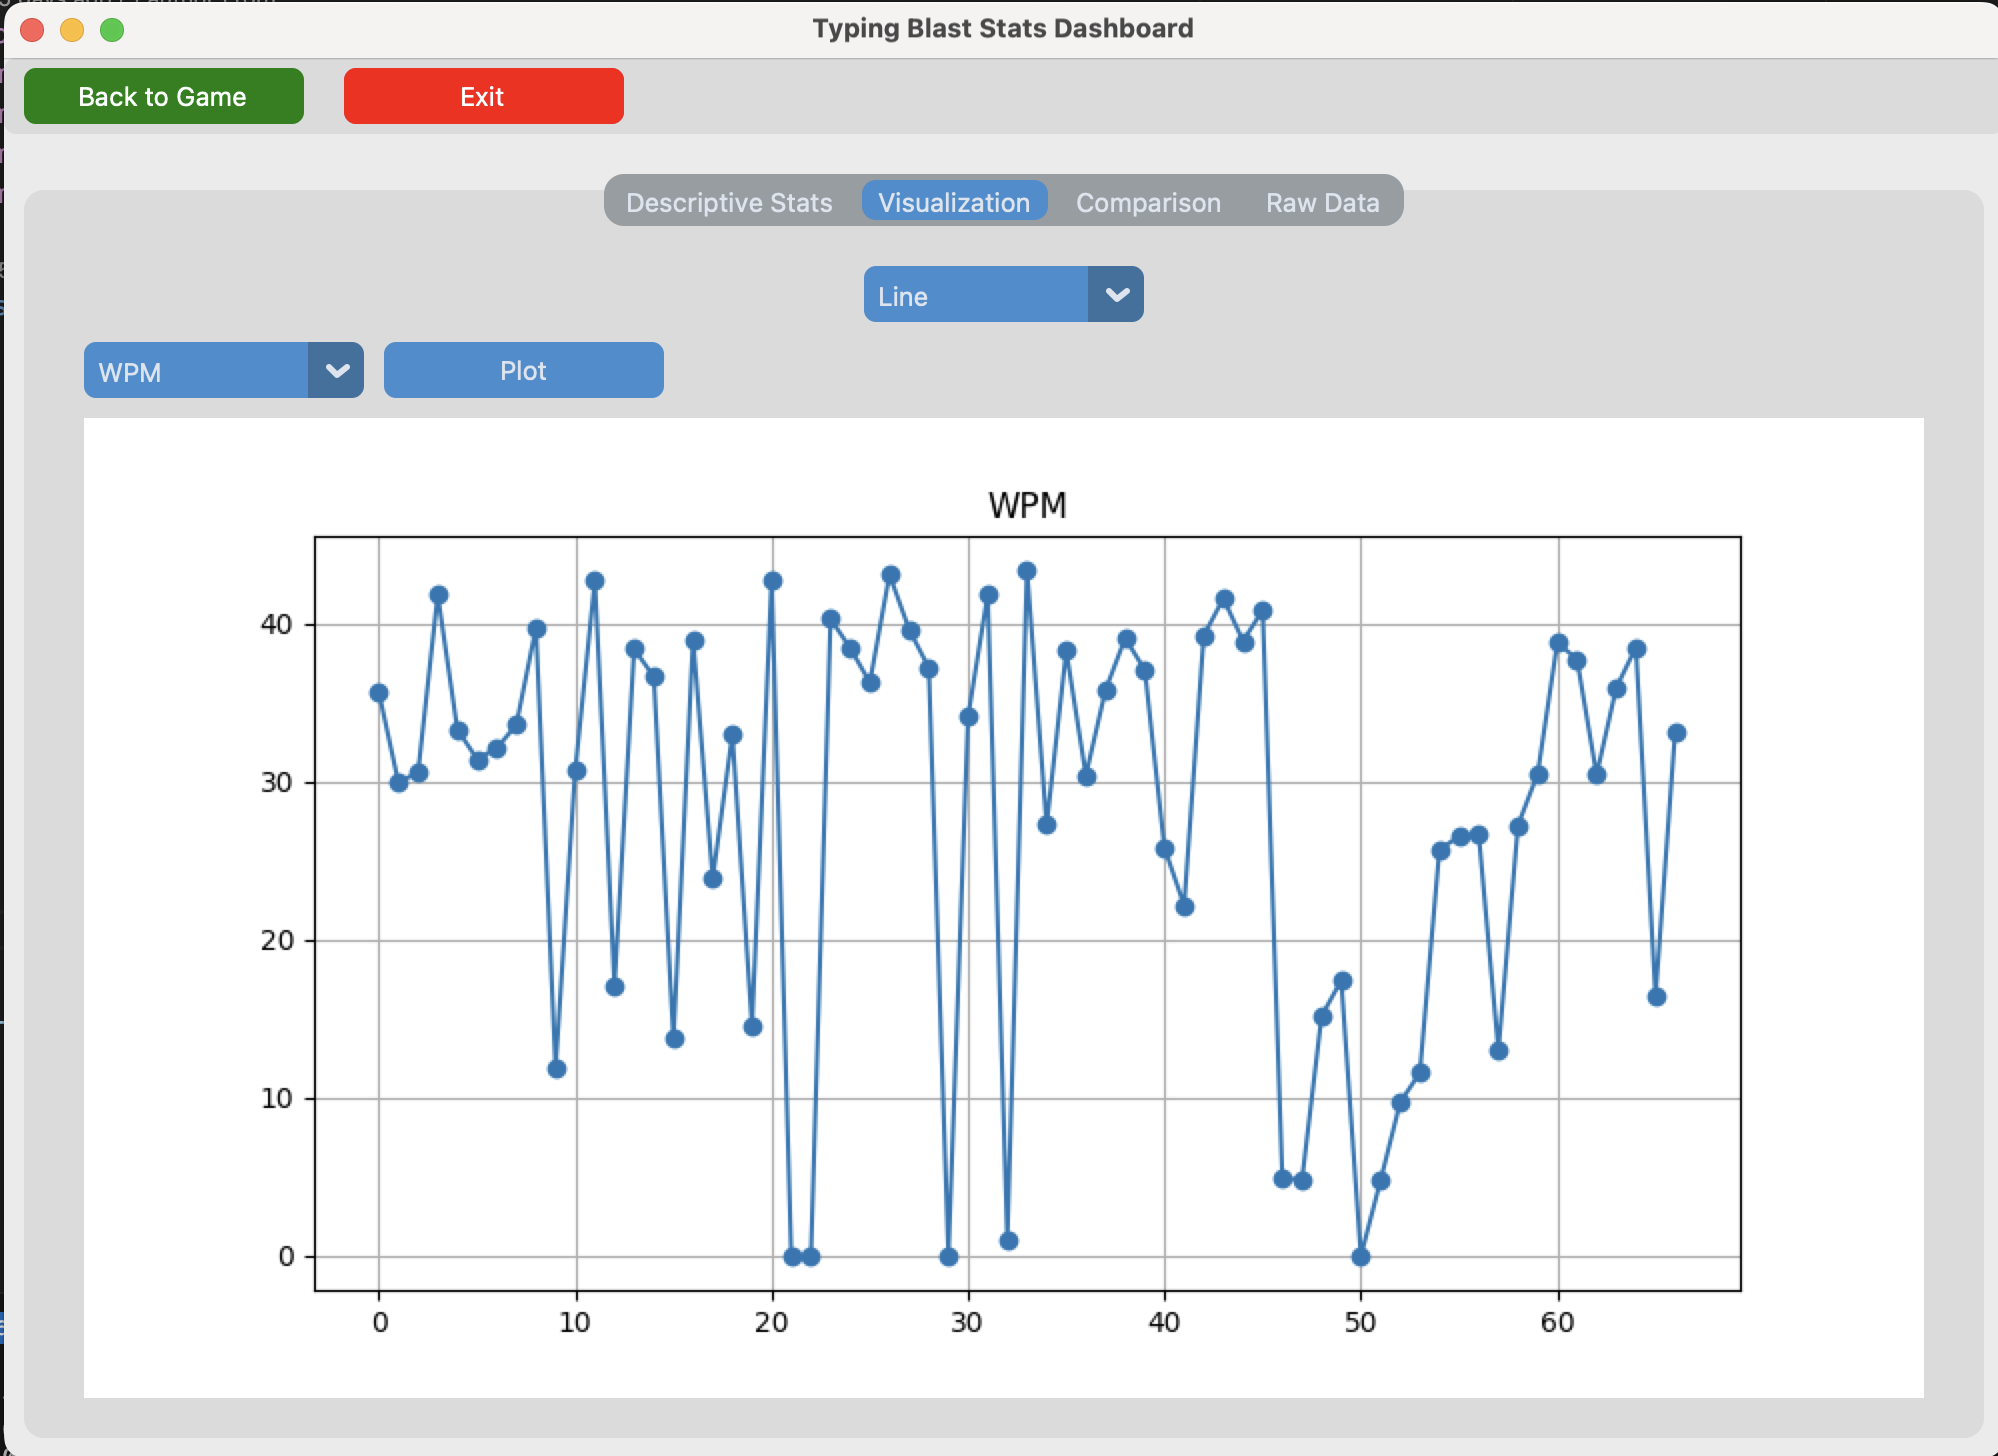 Typing Blast Stats Dashboard
Back to Game Exit
Descriptive Stats Visualization Comparison Raw Data
Line
WPM Plot
WPM
40
30
20
10
0
0 10 20 30 40 50 60